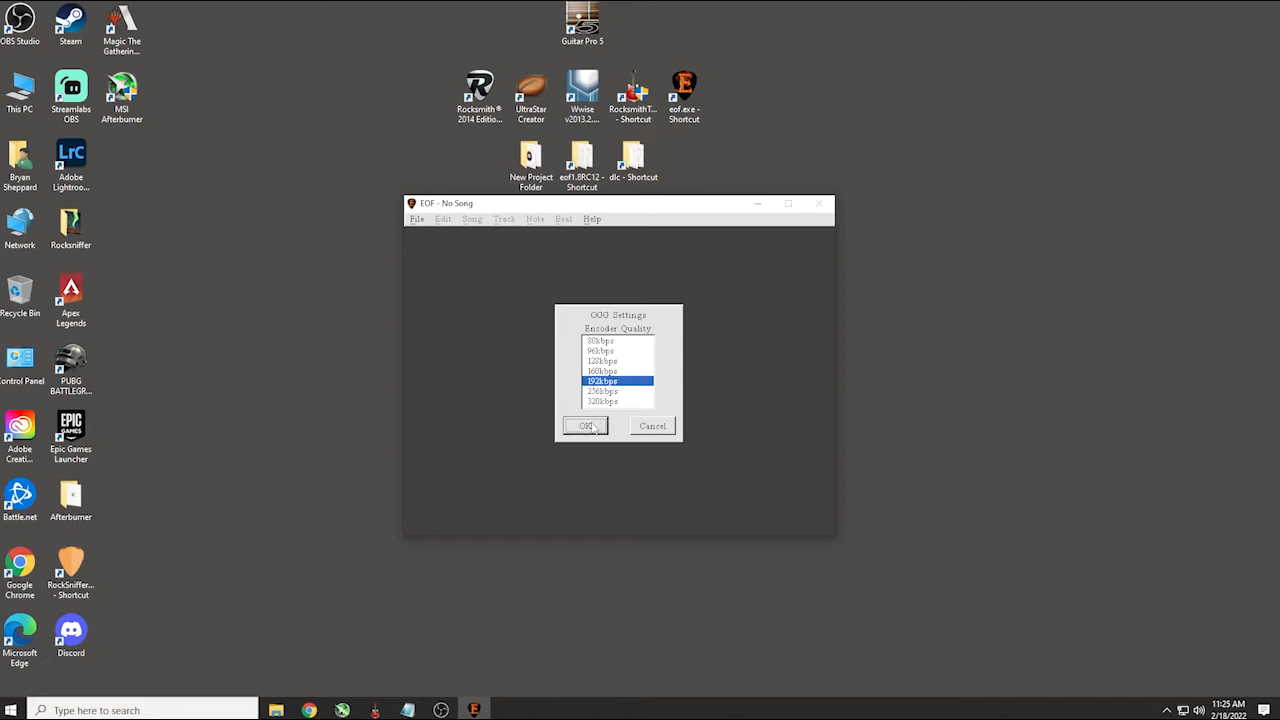 OBS Studio
Steam
Magic The
Gatherin...
Guitar Pro 5
This PC
Streamlabs
OBS
MSI
Afterburner
Rocksmith®
2014 Editio...
UltraStar
Creator
Wwise
v2013.2....
RocksmithT...
- Shortcut
eof.exe -
Shortcut
Bryan
Sheppard
LrC
Adobe
Lightroo...
New Project
Folder
eof1.8RC12 -
Shortcut
dlc - Shortcut
EOF - No Song
File Edit Song Track Note Beat Help
Network
Rocksniffer
Recycle Bin
Apex
Legends
OGG Settings
Encoder Quality
80kbps
96kbps
128kbps
160kbps
192kbps
256kbps
320kbps
OK
Cancel
Control Panel
PUBG
BATTLEGR...
Adobe
Creati...
EPIC
GAMES
Epic Games
Launcher
Battle.net
Afterburner
Google
Chrome
RockSniffer...
- Shortcut
Microsoft
Edge
Discord
Type here to search
11:25 AM
2/18/2022